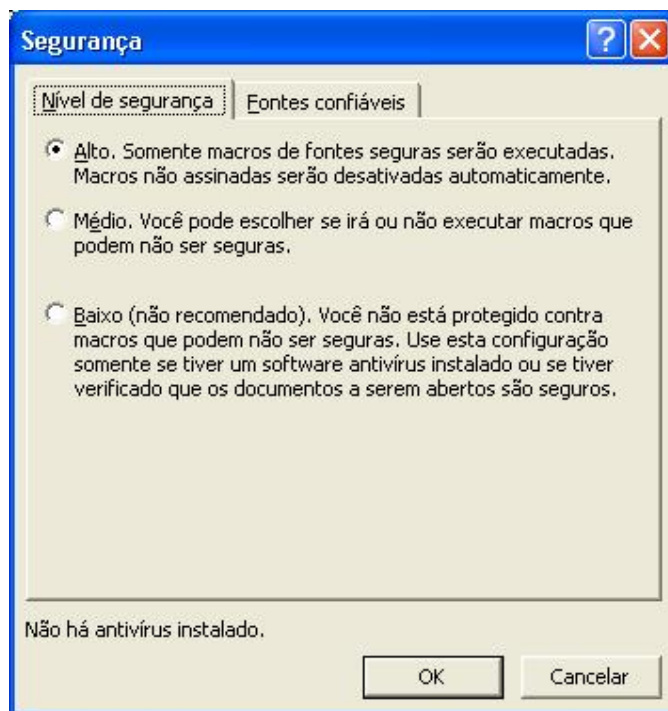 Segurança
Nível de segurança
Fontes confiáveis
Alto. Somente macros de fontes seguras serão executadas.
Macros não assinadas serão desativadas automaticamente.
Médio. Você pode escolher se irá ou não executar macros que
podem não ser seguras.
Baixo (não recomendado). Você não está protegido contra
macros que podem não ser seguras. Use esta configuração
somente se tiver um software antivírus instalado ou se tiver
verificado que os documentos a serem abertos são seguros.
Não há antivírus instalado.
OK
Cancelar